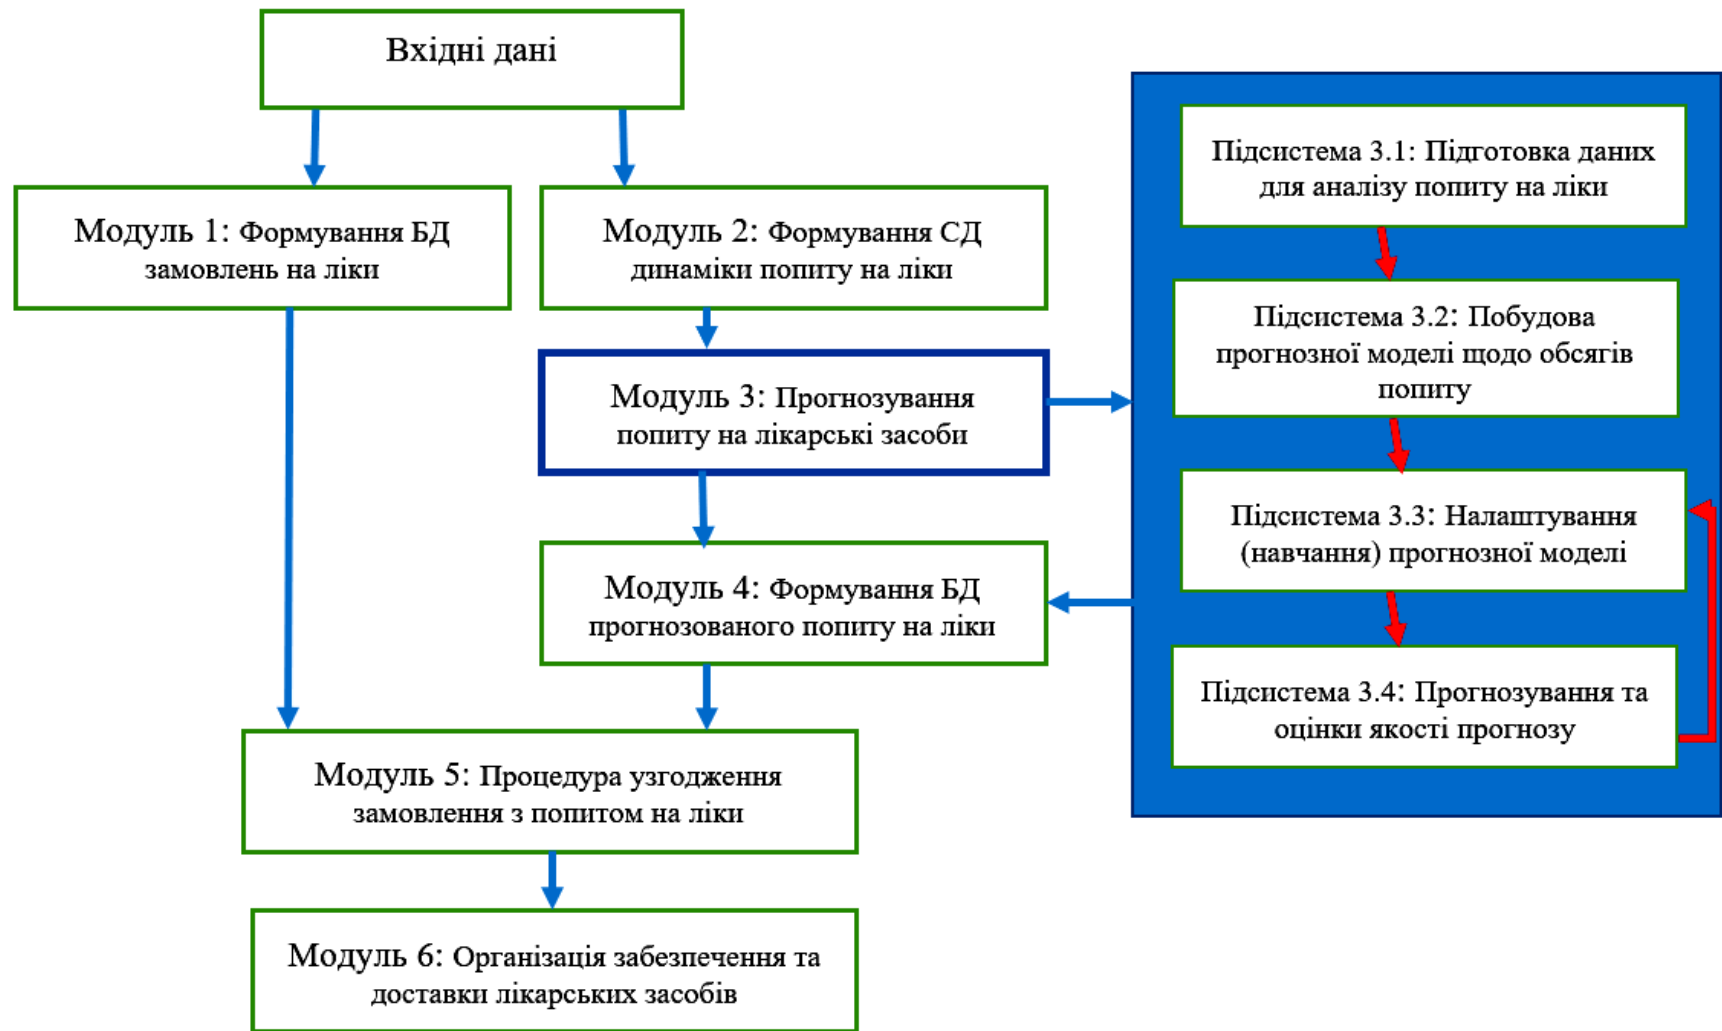 Вхідні дані
Модуль 1: Формування БД
замовлень на ліки
Модуль 2: Формування СД
динаміки попиту на ліки
Модуль 3: Прогнозування
попиту на лікарські засоби
Модуль 4: Формування БД
прогнозованого попиту на ліки
Модуль 5: Процедура узгодження
замовлення з попитом на ліки
Модуль 6: Організація забезпечення та
доставки лікарських засобів
Підсистема 3.1: Підготовка даних
для аналізу попиту на ліки
Підсистема 3.2: Побудова
прогнозної моделі щодо обсягів
попиту
Підсистема 3.3: Налаштування
(навчання) прогнозної моделі
Підсистема 3.4: Прогнозування та
оцінки якості прогнозу